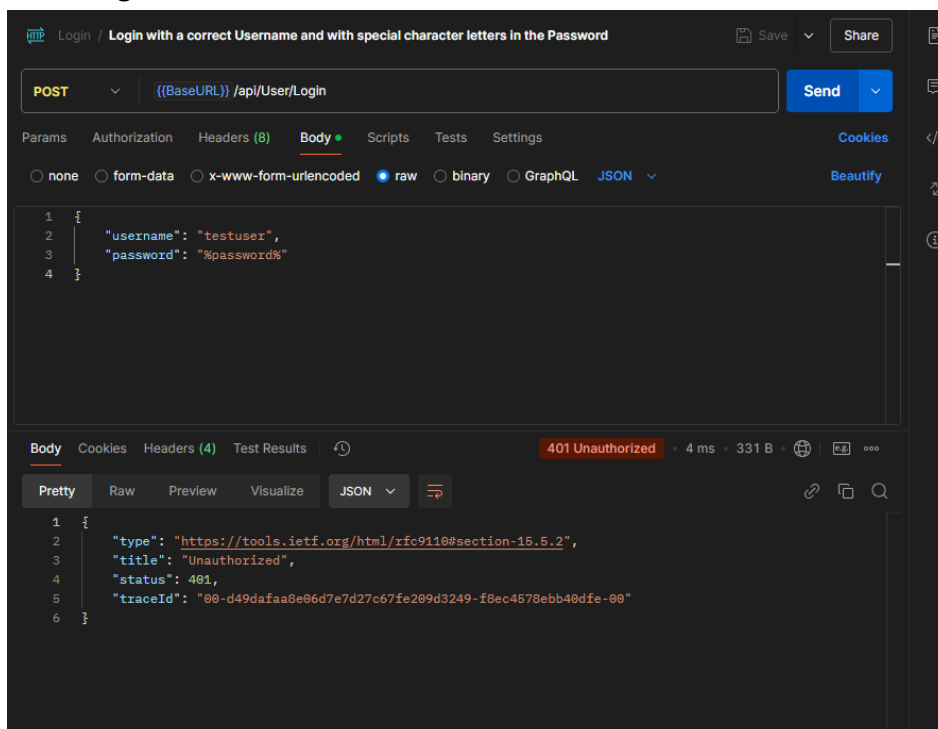 HTTP Login / Login with a correct Username and with special character letters in the Password Save Share
POST {{BaseURL}} /api/User/Login Send
Params Authorization Headers (8) Body Scripts Tests Settings Cookies
none form-data x-www-form-urlencoded raw binary GraphQL JSON Beautify
1 {
2 "username": "testuser",
3 "password": "%password%"
4 }
Body Cookies Headers (4) Test Results 401 Unauthorized 4 ms 331 B e.g.
Pretty Raw Preview Visualize JSON
1 {
2 "type": "https://tools.ietf.org/html/rfc9110#section-15.5.2",
3 "title": "Unauthorized",
4 "status": 401,
5 "traceId": "00-d49dafaa8e06d7e7d27c67fe209d3249-f8ec4578ebb40dfe-00"
6 }